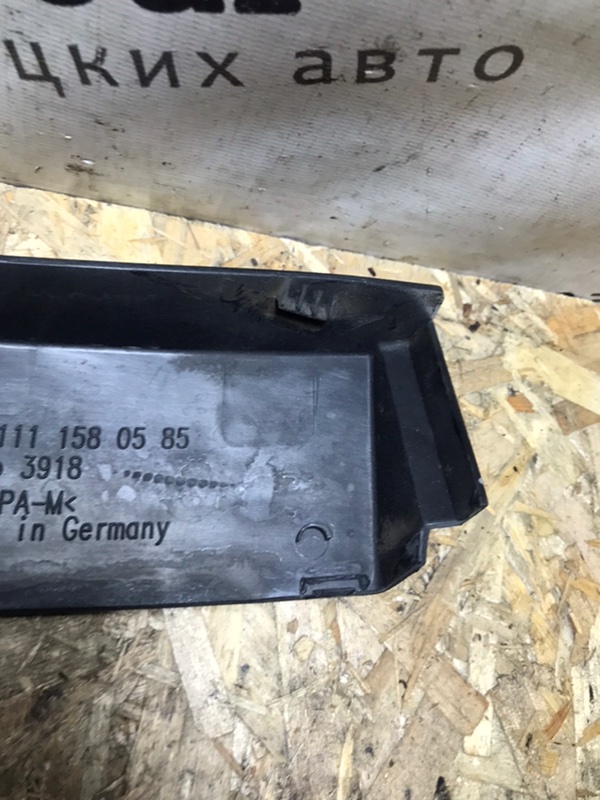 цких авто
111 158 05 85
3918
PA-M<
in Germany